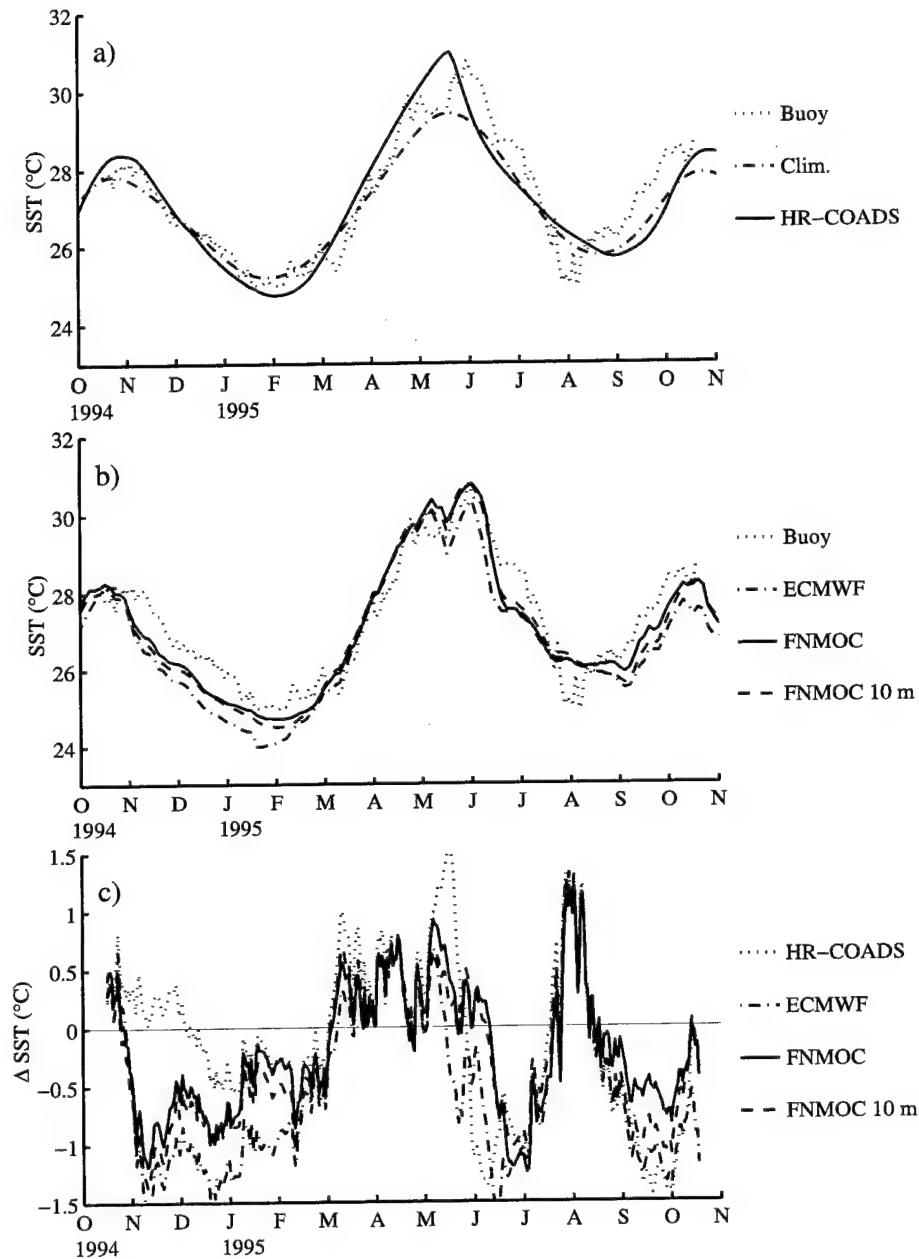 a)
32
30
28
26
24
SST (°C)
Buoy
Clim.
HR–COADS
O N D J F M A M J J A S O N
1994 1995
b)
32
30
28
26
24
SST (°C)
Buoy
ECMWF
FNMOC
FNMOC 10 m
O N D J F M A M J J A S O N
1994 1995
c)
1.5
1
0.5
0
−0.5
−1
−1.5
Δ SST (°C)
HR–COADS
ECMWF
FNMOC
FNMOC 10 m
O N D J F M A M J J A S O N
1994 1995